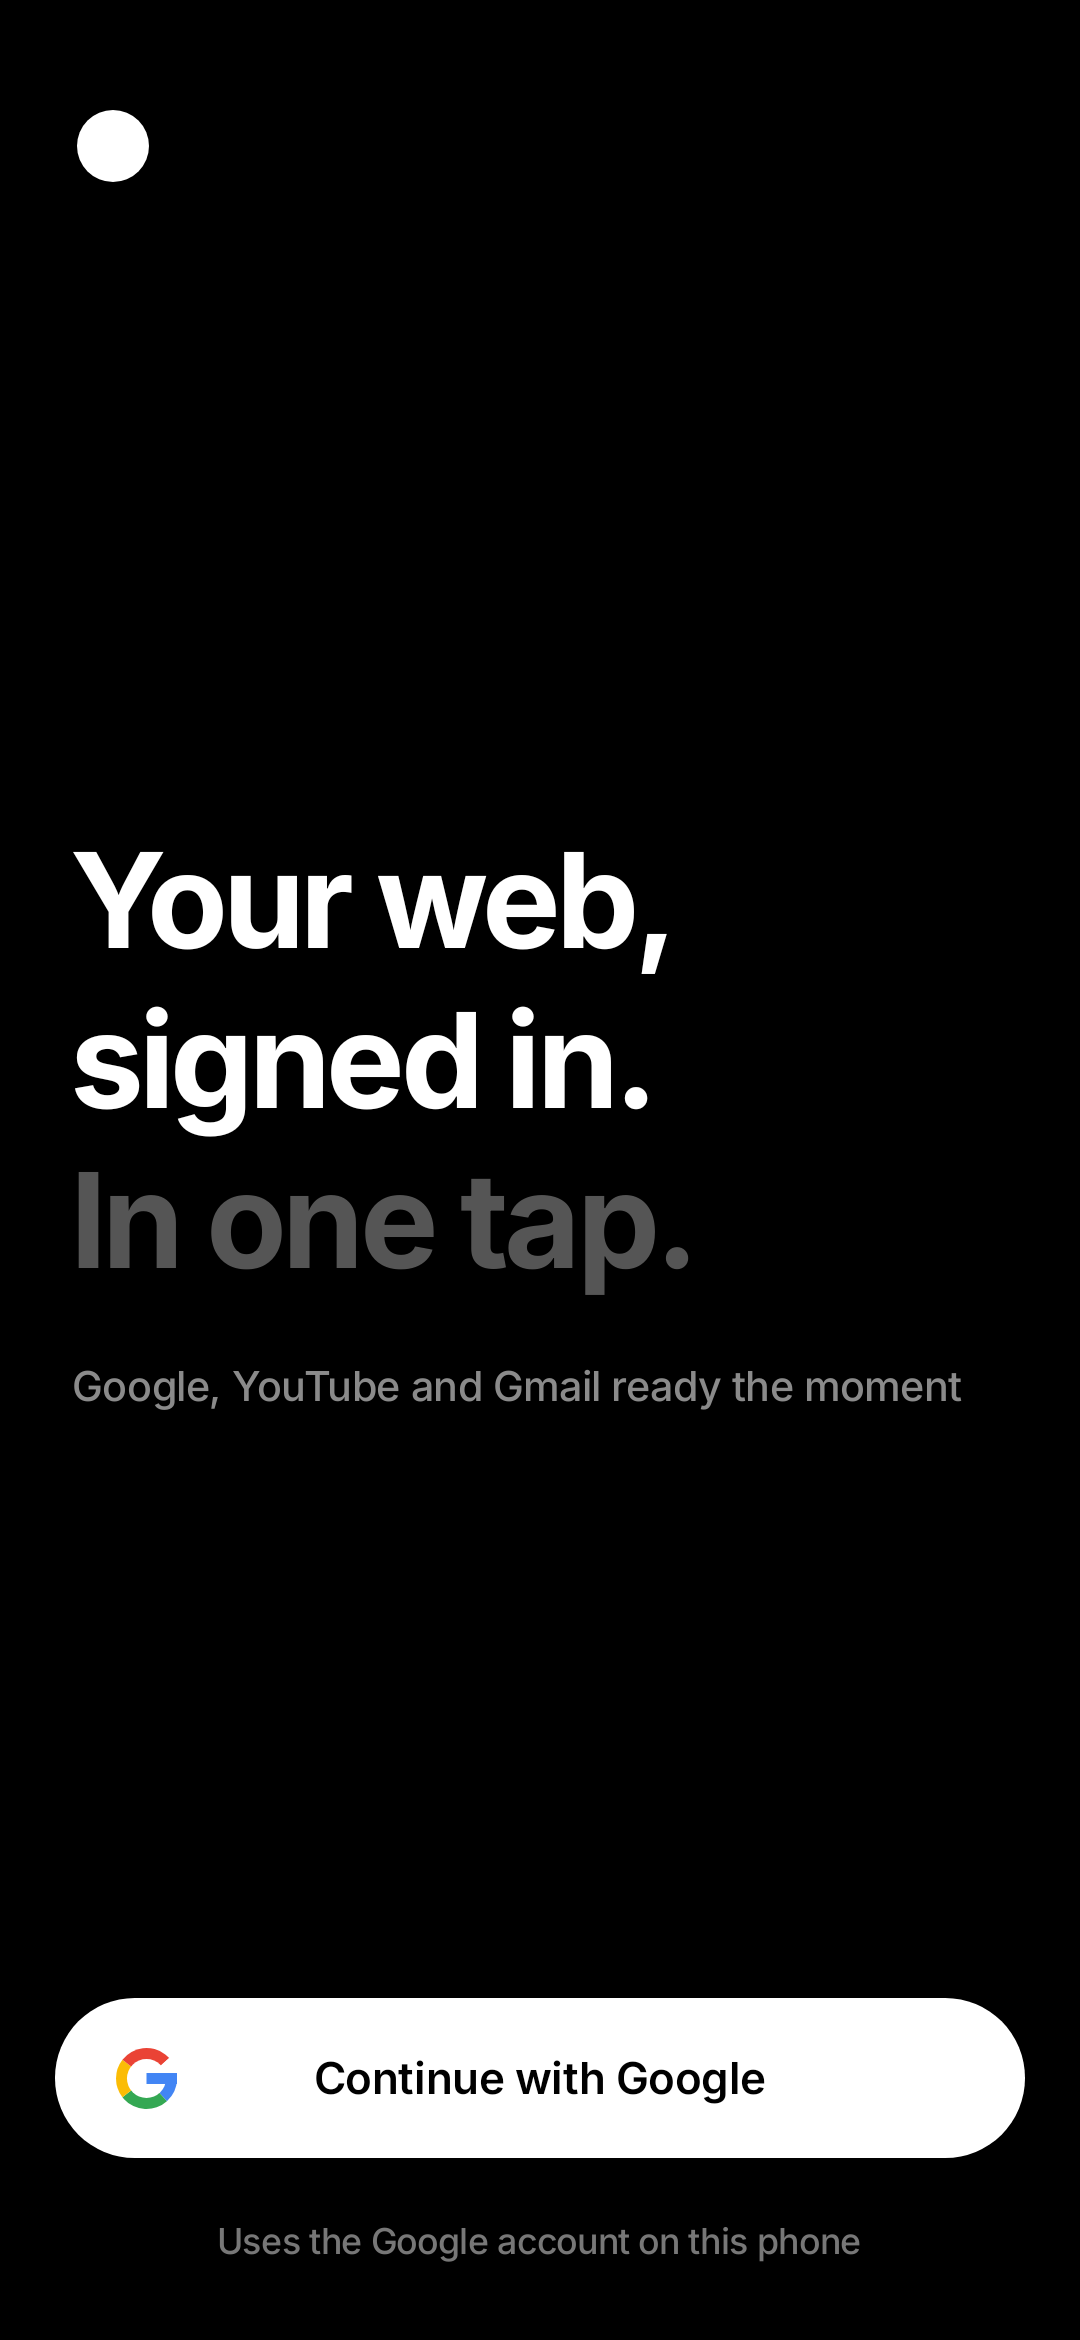 Your web,
signed in.
In one tap.
Google, YouTube and Gmail ready the moment
Continue with Google
Uses the Google account on this phone